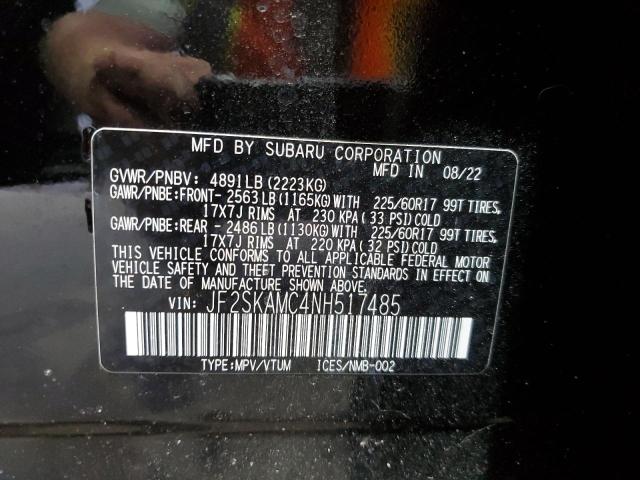 MFD BY SUBARU CORPORATION
GVWR/PNBV: 4891LB(2223KG) MFD IN 08/22
GAWR/PNBE:FRONT- 2563LB(1165KG)WITH 225/60R17 99T TIRES,
17X7J RIMS AT 230 KPA(33 PSI)COLD
GAWR/PNBE:REAR - 2486LB(1130KG)WITH 225/60R17 99T TIRES,
17X7J RIMS AT 220 KPA(32 PSI)COLD
THIS VEHICLE CONFORMS TO ALL APPLICABLE FEDERAL MOTOR
VEHICLE SAFETY AND THEFT PREVENTION STANDARDS IN EFFECT ON
THE DATE OF MANUFACTURE SHOWN ABOVE.
VIN: JF2SKAMC4NH517485
TYPE:MPV/VTUM ICES/NMB-002